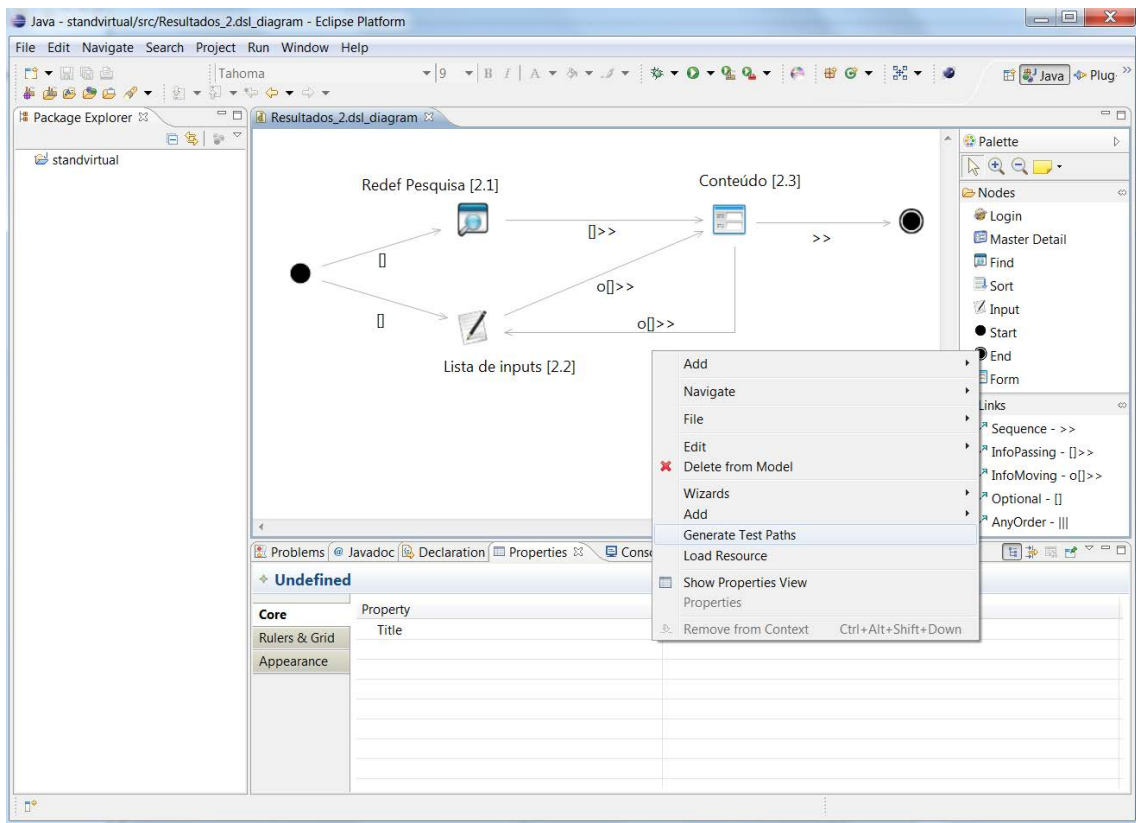 Java - standvirtual/src/Resultados_2.dsl_diagram - Eclipse Platform
File Edit Navigate Search Project Run Window Help
Tahoma 9 B I A Java Plug »
Package Explorer
standvirtual
Resultados_2.dsl_diagram
Redef Pesquisa [2.1]
Conteúdo [2.3]
[]>>
>>
[]
o[]>>
[]
o[]>>
Lista de inputs [2.2]
Palette
Nodes
Login
Master Detail
Find
Sort
Input
Start
End
Form
Links
Sequence - >>
InfoPassing - []>>
InfoMoving - o[]>>
Optional - []
AnyOrder - |||
Add
Navigate
File
Edit
Delete from Model
Wizards
Add
Generate Test Paths
Load Resource
Show Properties View
Properties
Remove from Context Ctrl+Alt+Shift+Down
Problems @ Javadoc Declaration Properties Conso
Undefined
Core
Rulers & Grid
Appearance
Property
Title